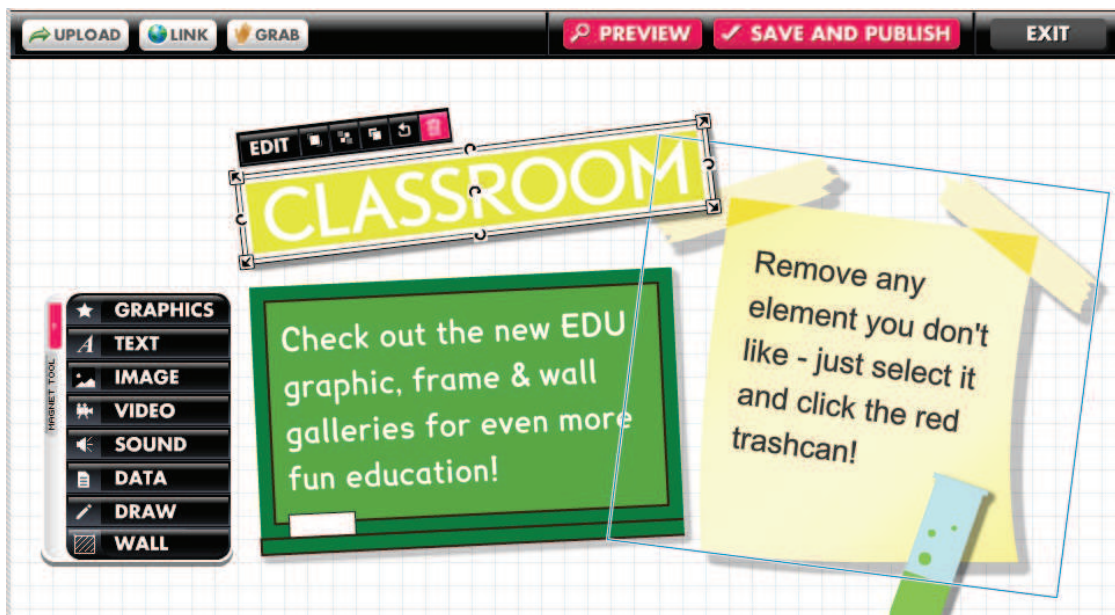 UPLOAD LINK GRAB PREVIEW SAVE AND PUBLISH EXIT
EDIT
CLASSROOM
MAGNET TOOL
GRAPHICS
TEXT
IMAGE
VIDEO
SOUND
DATA
DRAW
WALL
Check out the new EDU
graphic, frame & wall
galleries for even more
fun education!
Remove any
element you don't
like - just select it
and click the red
trashcan!